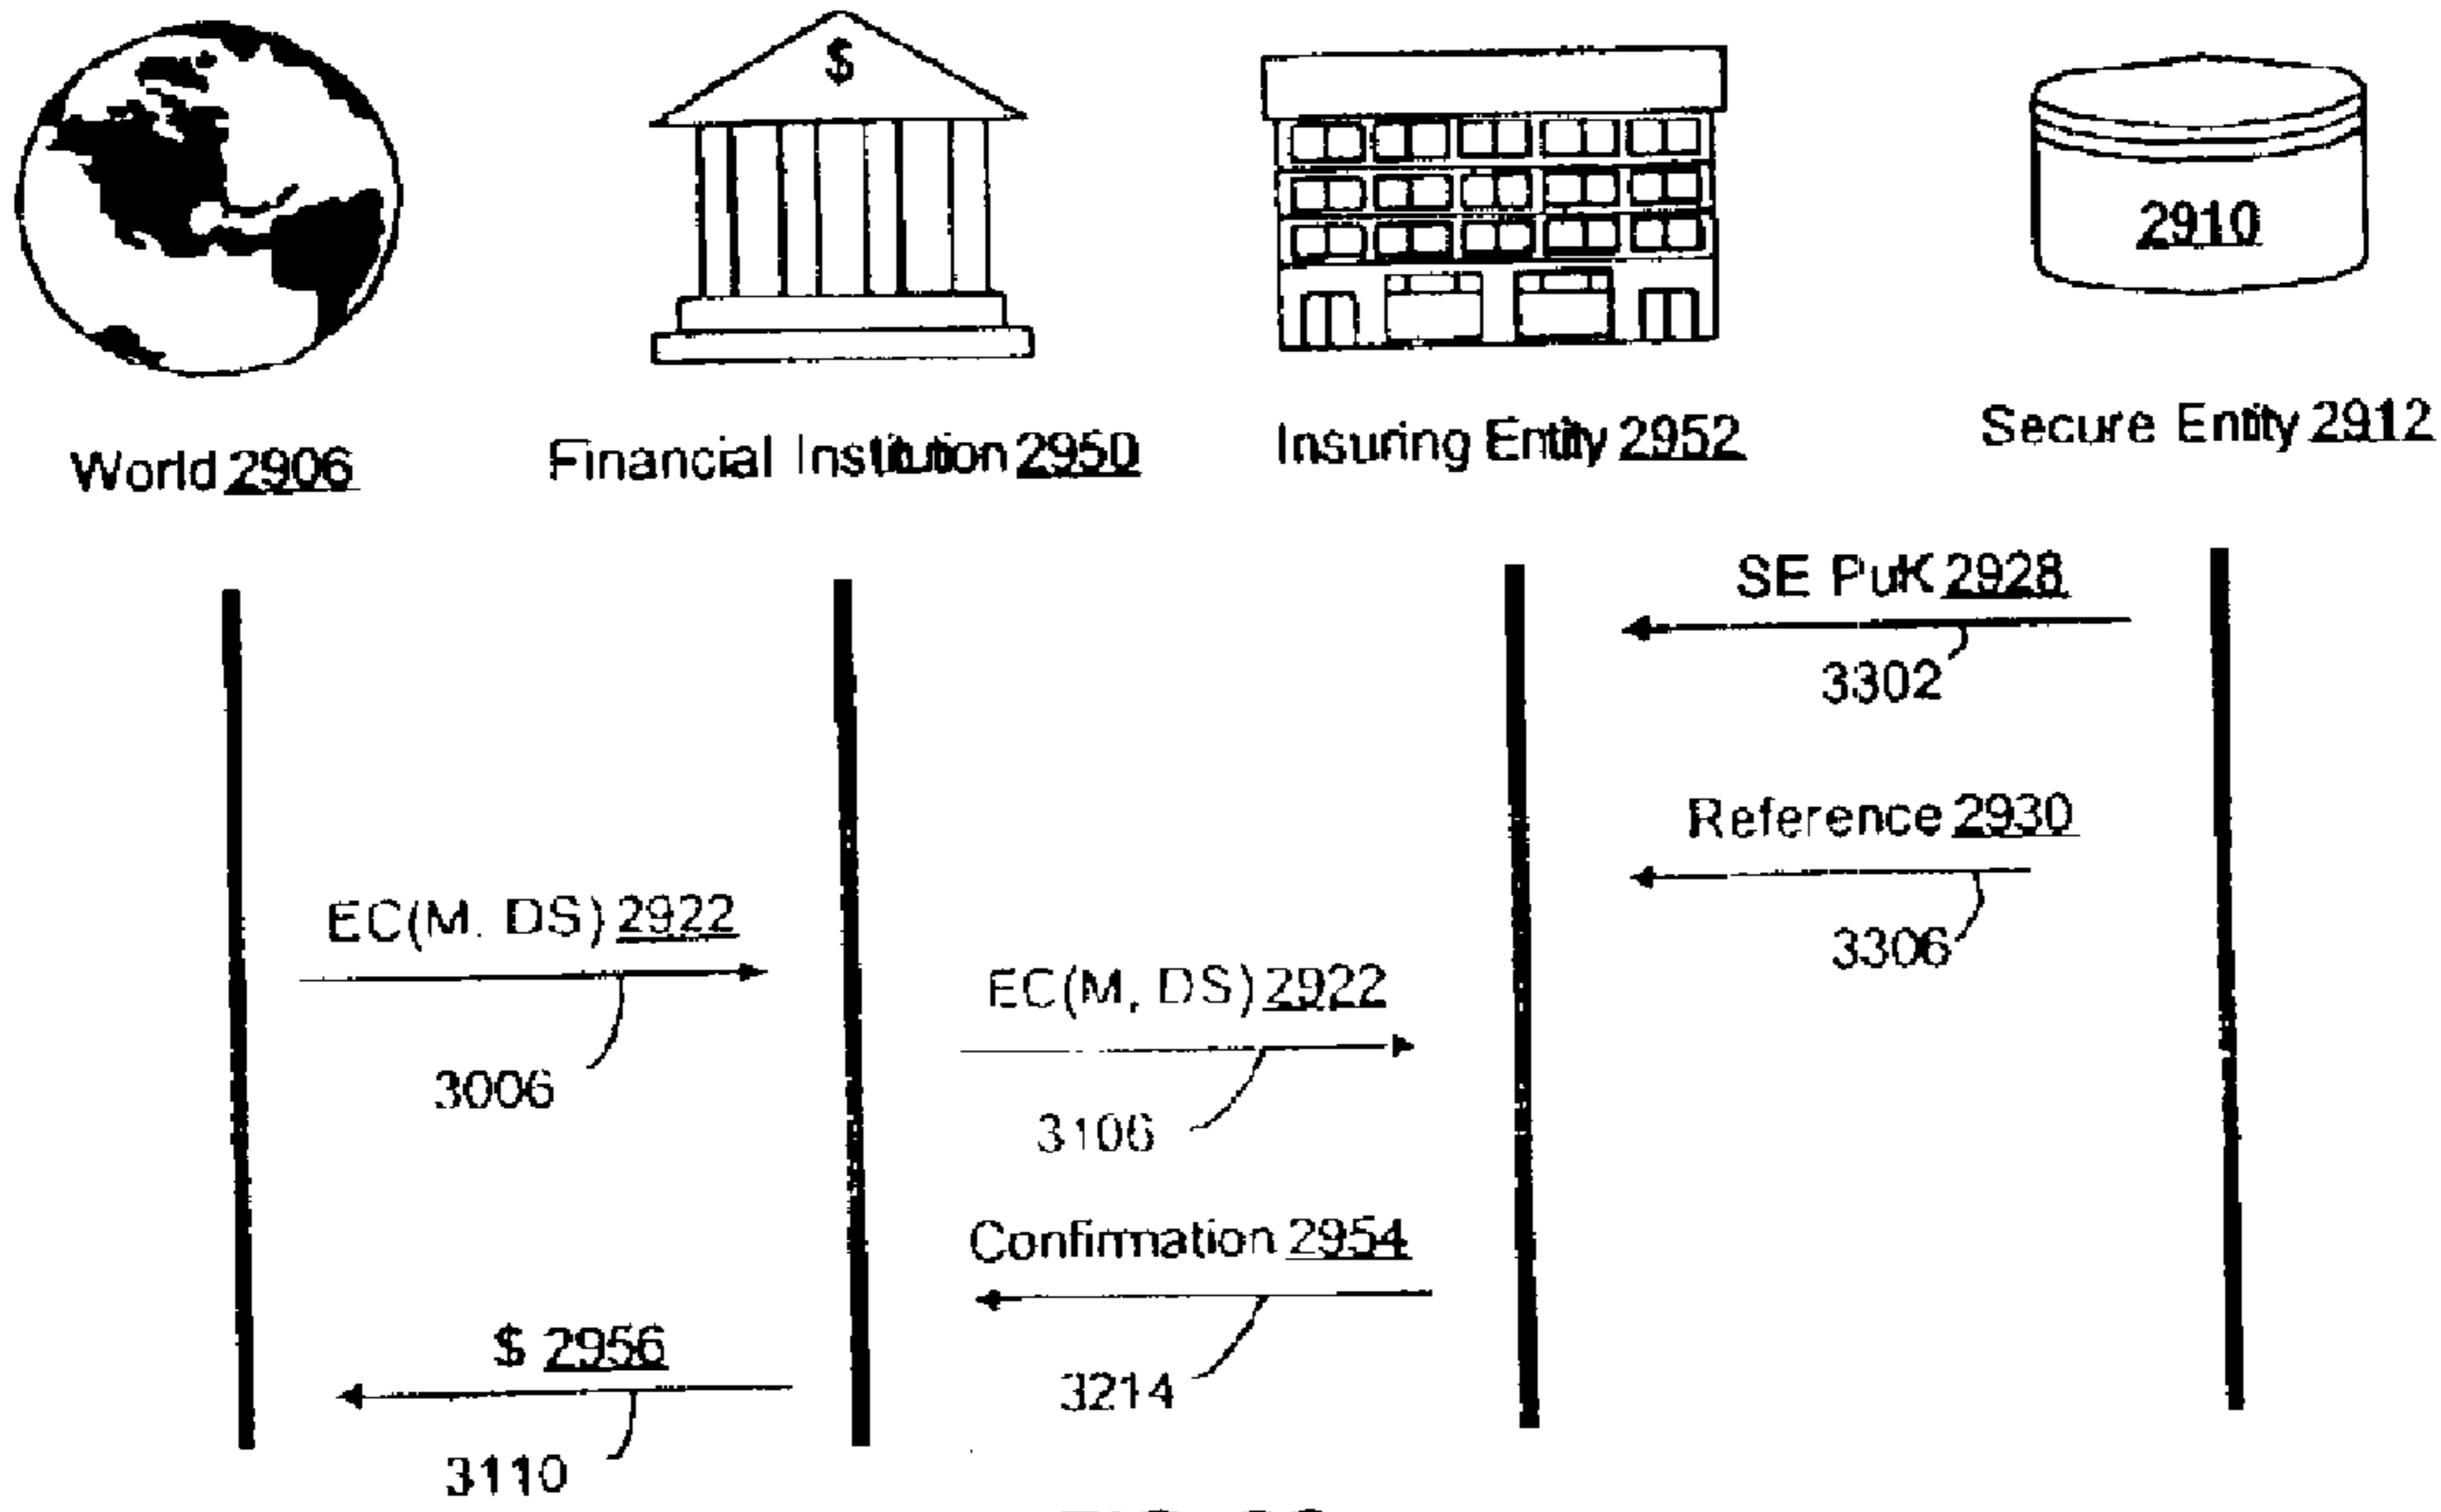 $
2910
World 2906
Financial Institution 2950
Insuring Entity 2952
Secure Entity 2912
SE PuK 2928
3302
Reference 2930
3306
EC(M. DS) 2922
3006
EC(M, DS) 2922
3106
Confirmation 2954
3214
$ 2956
3110